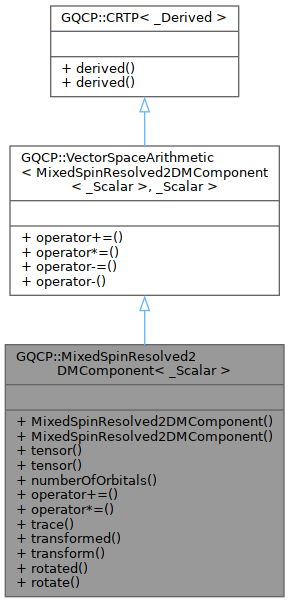 GQCP::CRTP< _Derived >
+ derived()
+ derived()
GQCP::VectorSpaceArithmetic
< MixedSpinResolved2DMComponent
< _Scalar >, _Scalar >
+ operator+=()
+ operator*=()
+ operator-=()
+ operator-()
GQCP::MixedSpinResolved2
DMComponent< _Scalar >
+ MixedSpinResolved2DMComponent()
+ MixedSpinResolved2DMComponent()
+ tensor()
+ tensor()
+ numberOfOrbitals()
+ operator+=()
+ operator*=()
+ trace()
+ transformed()
+ transform()
+ rotated()
+ rotate()